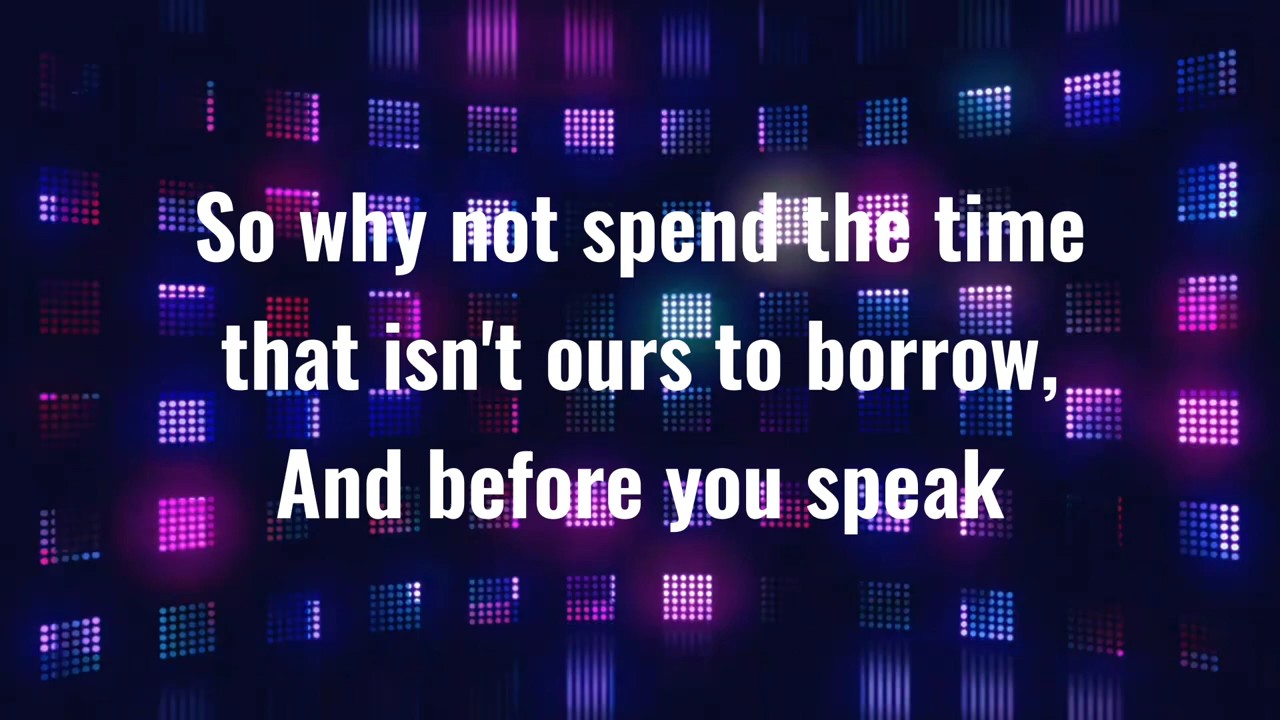 So why not spend the time
that isn't ours to borrow,
And before you speak